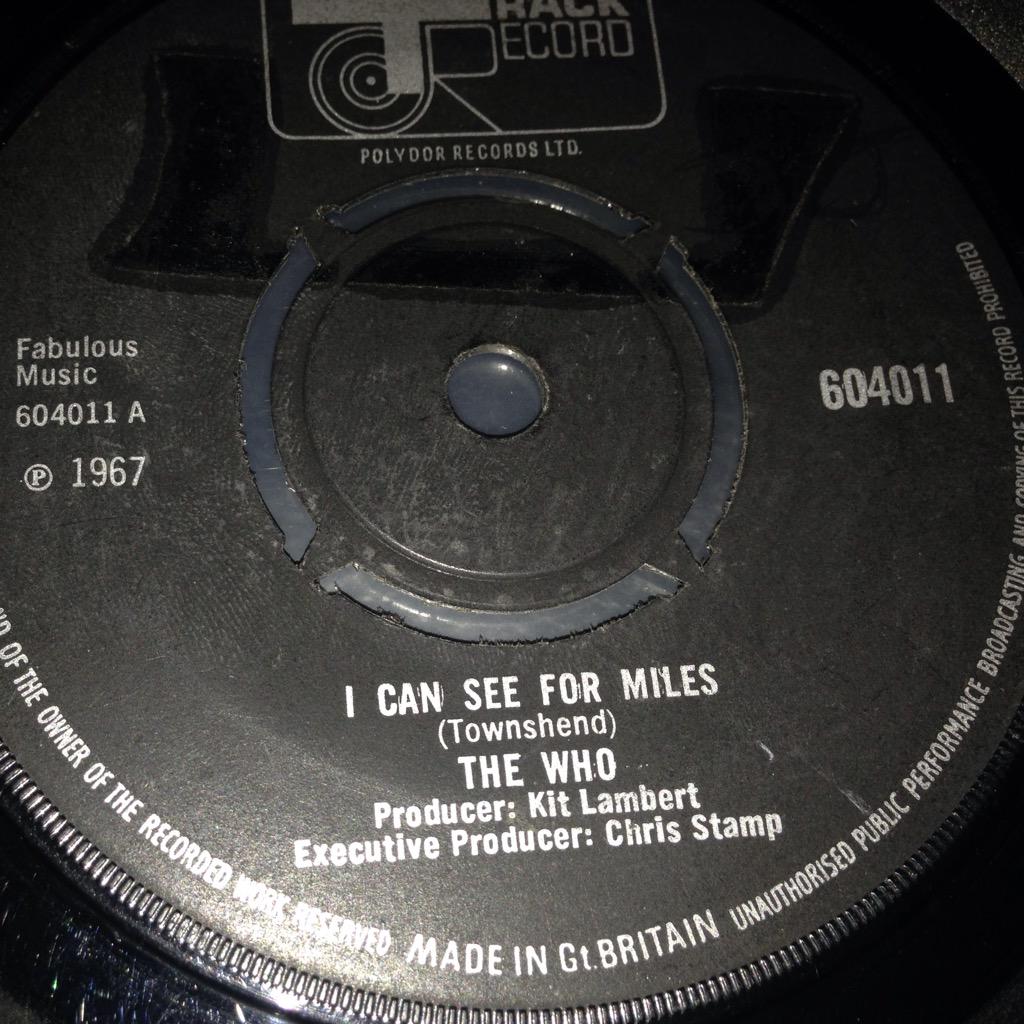 RACK
ECORD
POLYDOR RECORDS LTD.
Fabulous
Music
604011 A
℗ 1967
604011
I CAN SEE FOR MILES
(Townshend)
THE WHO
Producer: Kit Lambert
Executive Producer: Chris Stamp
OF THE OWNER OF THE RECORDED WORK RESERVED
MADE IN Gt.BRITAIN
UNAUTHORISED PUBLIC PERFORMANCE BROADCASTING AND COPYING OF THIS RECORD PROHIBITED